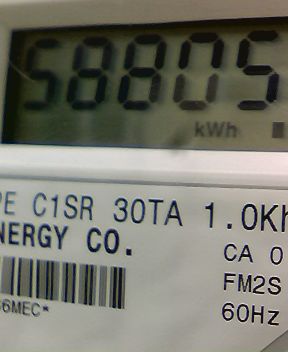 58805
kWh
PE C1SR 30TA 1.0Kh
NERGY CO.
CA 0
FM2S
60Hz
6MEC*